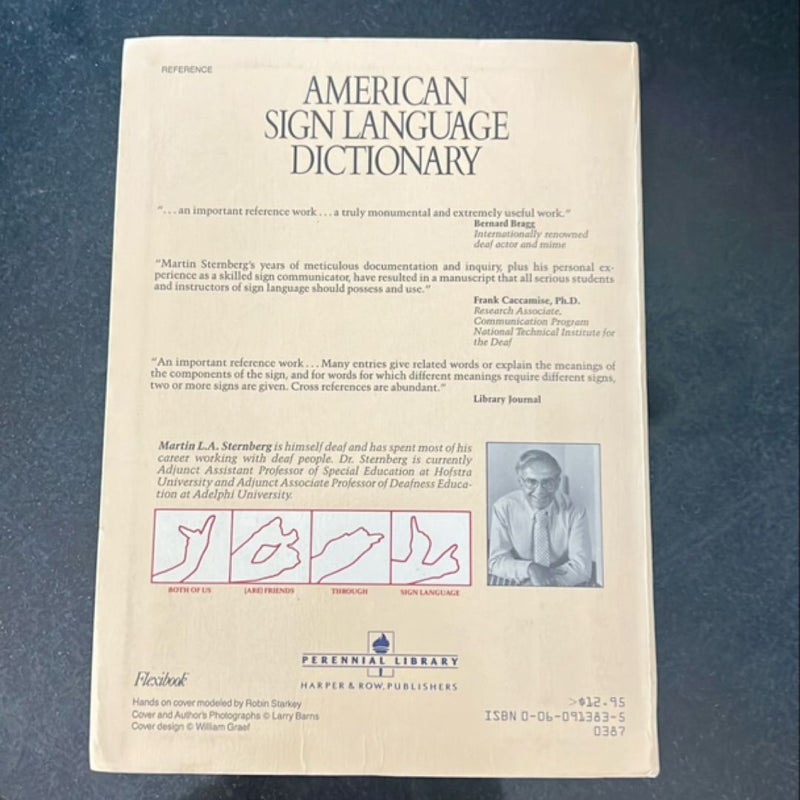 REFERENCE
AMERICAN
SIGN LANGUAGE
DICTIONARY
“... an important reference work ... a truly monumental and extremely useful work.”
Bernard Bragg
Internationally renowned
deaf actor and mime
“Martin Sternberg's years of meticulous documentation and inquiry, plus his personal ex-
perience as a skilled sign communicator, have resulted in a manuscript that all serious students
and instructors of sign language should possess and use.”
Frank Caccamise, Ph.D.
Research Associate,
Communication Program
National Technical Institute for
the Deaf
“An important reference work ... Many entries give related words or explain the meanings of
the components of the sign, and for words for which different meanings require different signs,
two or more signs are given. Cross references are abundant.”
Library Journal
Martin L.A. Sternberg is himself deaf and has spent most of his
career working with deaf people. Dr. Sternberg is currently
Adjunct Assistant Professor of Special Education at Hofstra
University and Adjunct Associate Professor of Deafness Educa-
tion at Adelphi University.
BOTH OF US (ARE) FRIENDS THROUGH SIGN LANGUAGE
PERENNIAL LIBRARY
HARPER & ROW, PUBLISHERS
Flexibook
Hands on cover modeled by Robin Starkey
Cover and Author's Photographs © Larry Barns
Cover design © William Graef
>$12.95
ISBN 0-06-091383-5
0387